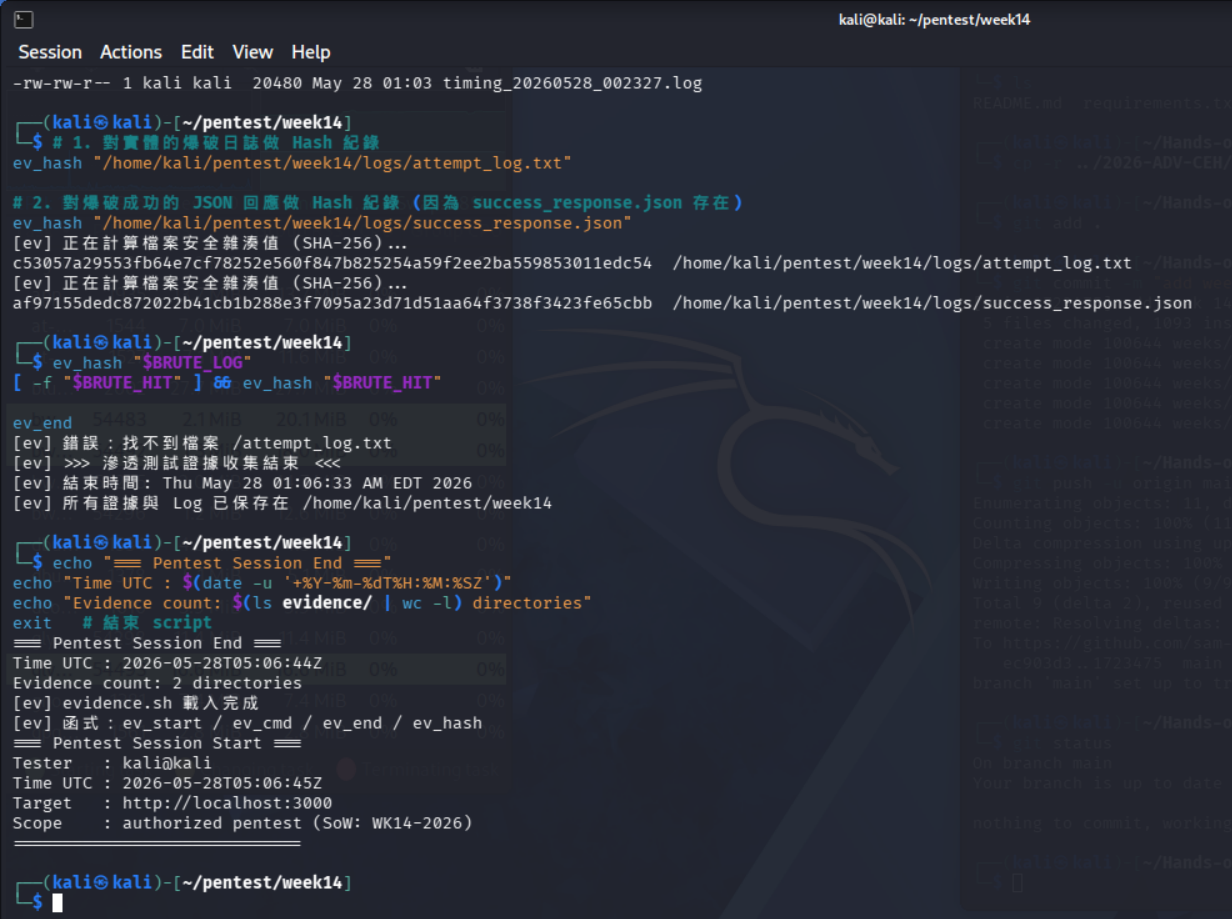 kali@kali: ~/pentest/week14
Session Actions Edit View Help
-rw-rw-r-- 1 kali kali  20480 May 28 01:03 timing_20260528_002327.log
┌──(kali㉿kali)-[~/pentest/week14]
└─$ # 1. 對實體的爆破日誌做 Hash 紀錄
ev_hash "/home/kali/pentest/week14/logs/attempt_log.txt"
# 2. 對爆破成功的 JSON 回應做 Hash 紀錄 (因為 success_response.json 存在)
ev_hash "/home/kali/pentest/week14/logs/success_response.json"
[ev] 正在計算檔案安全雜湊值 (SHA-256)...
c53057a29553fb64e7cf78252e560f847b825254a59f2ee2ba559853011edc54  /home/kali/pentest/week14/logs/attempt_log.txt
[ev] 正在計算檔案安全雜湊值 (SHA-256)...
af97155dedc872022b41cb1b288e3f7095a23d71d51aa64f3738f3423fe65cbb  /home/kali/pentest/week14/logs/success_response.json
┌──(kali㉿kali)-[~/pentest/week14]
└─$ ev_hash "$BRUTE_LOG"
[ -f "$BRUTE_HIT" ] && ev_hash "$BRUTE_HIT"
ev_end
[ev] 錯誤：找不到檔案 /attempt_log.txt
[ev] >>> 滲透測試證據收集結束 <<<
[ev] 結束時間: Thu May 28 01:06:33 AM EDT 2026
[ev] 所有證據與 Log 已保存在 /home/kali/pentest/week14
┌──(kali㉿kali)-[~/pentest/week14]
└─$ echo "=== Pentest Session End ==="
echo "Time UTC : $(date -u '+%Y-%m-%dT%H:%M:%SZ')"
echo "Evidence count: $(ls evidence/ | wc -l) directories"
exit   # 結束 script
=== Pentest Session End ===
Time UTC : 2026-05-28T05:06:44Z
Evidence count: 2 directories
[ev] evidence.sh 載入完成
[ev] 函式：ev_start / ev_cmd / ev_end / ev_hash
=== Pentest Session Start ===
Tester   : kali@kali
Time UTC : 2026-05-28T05:06:45Z
Target   : http://localhost:3000
Scope    : authorized pentest (SoW: WK14-2026)
=============================
┌──(kali㉿kali)-[~/pentest/week14]
└─$